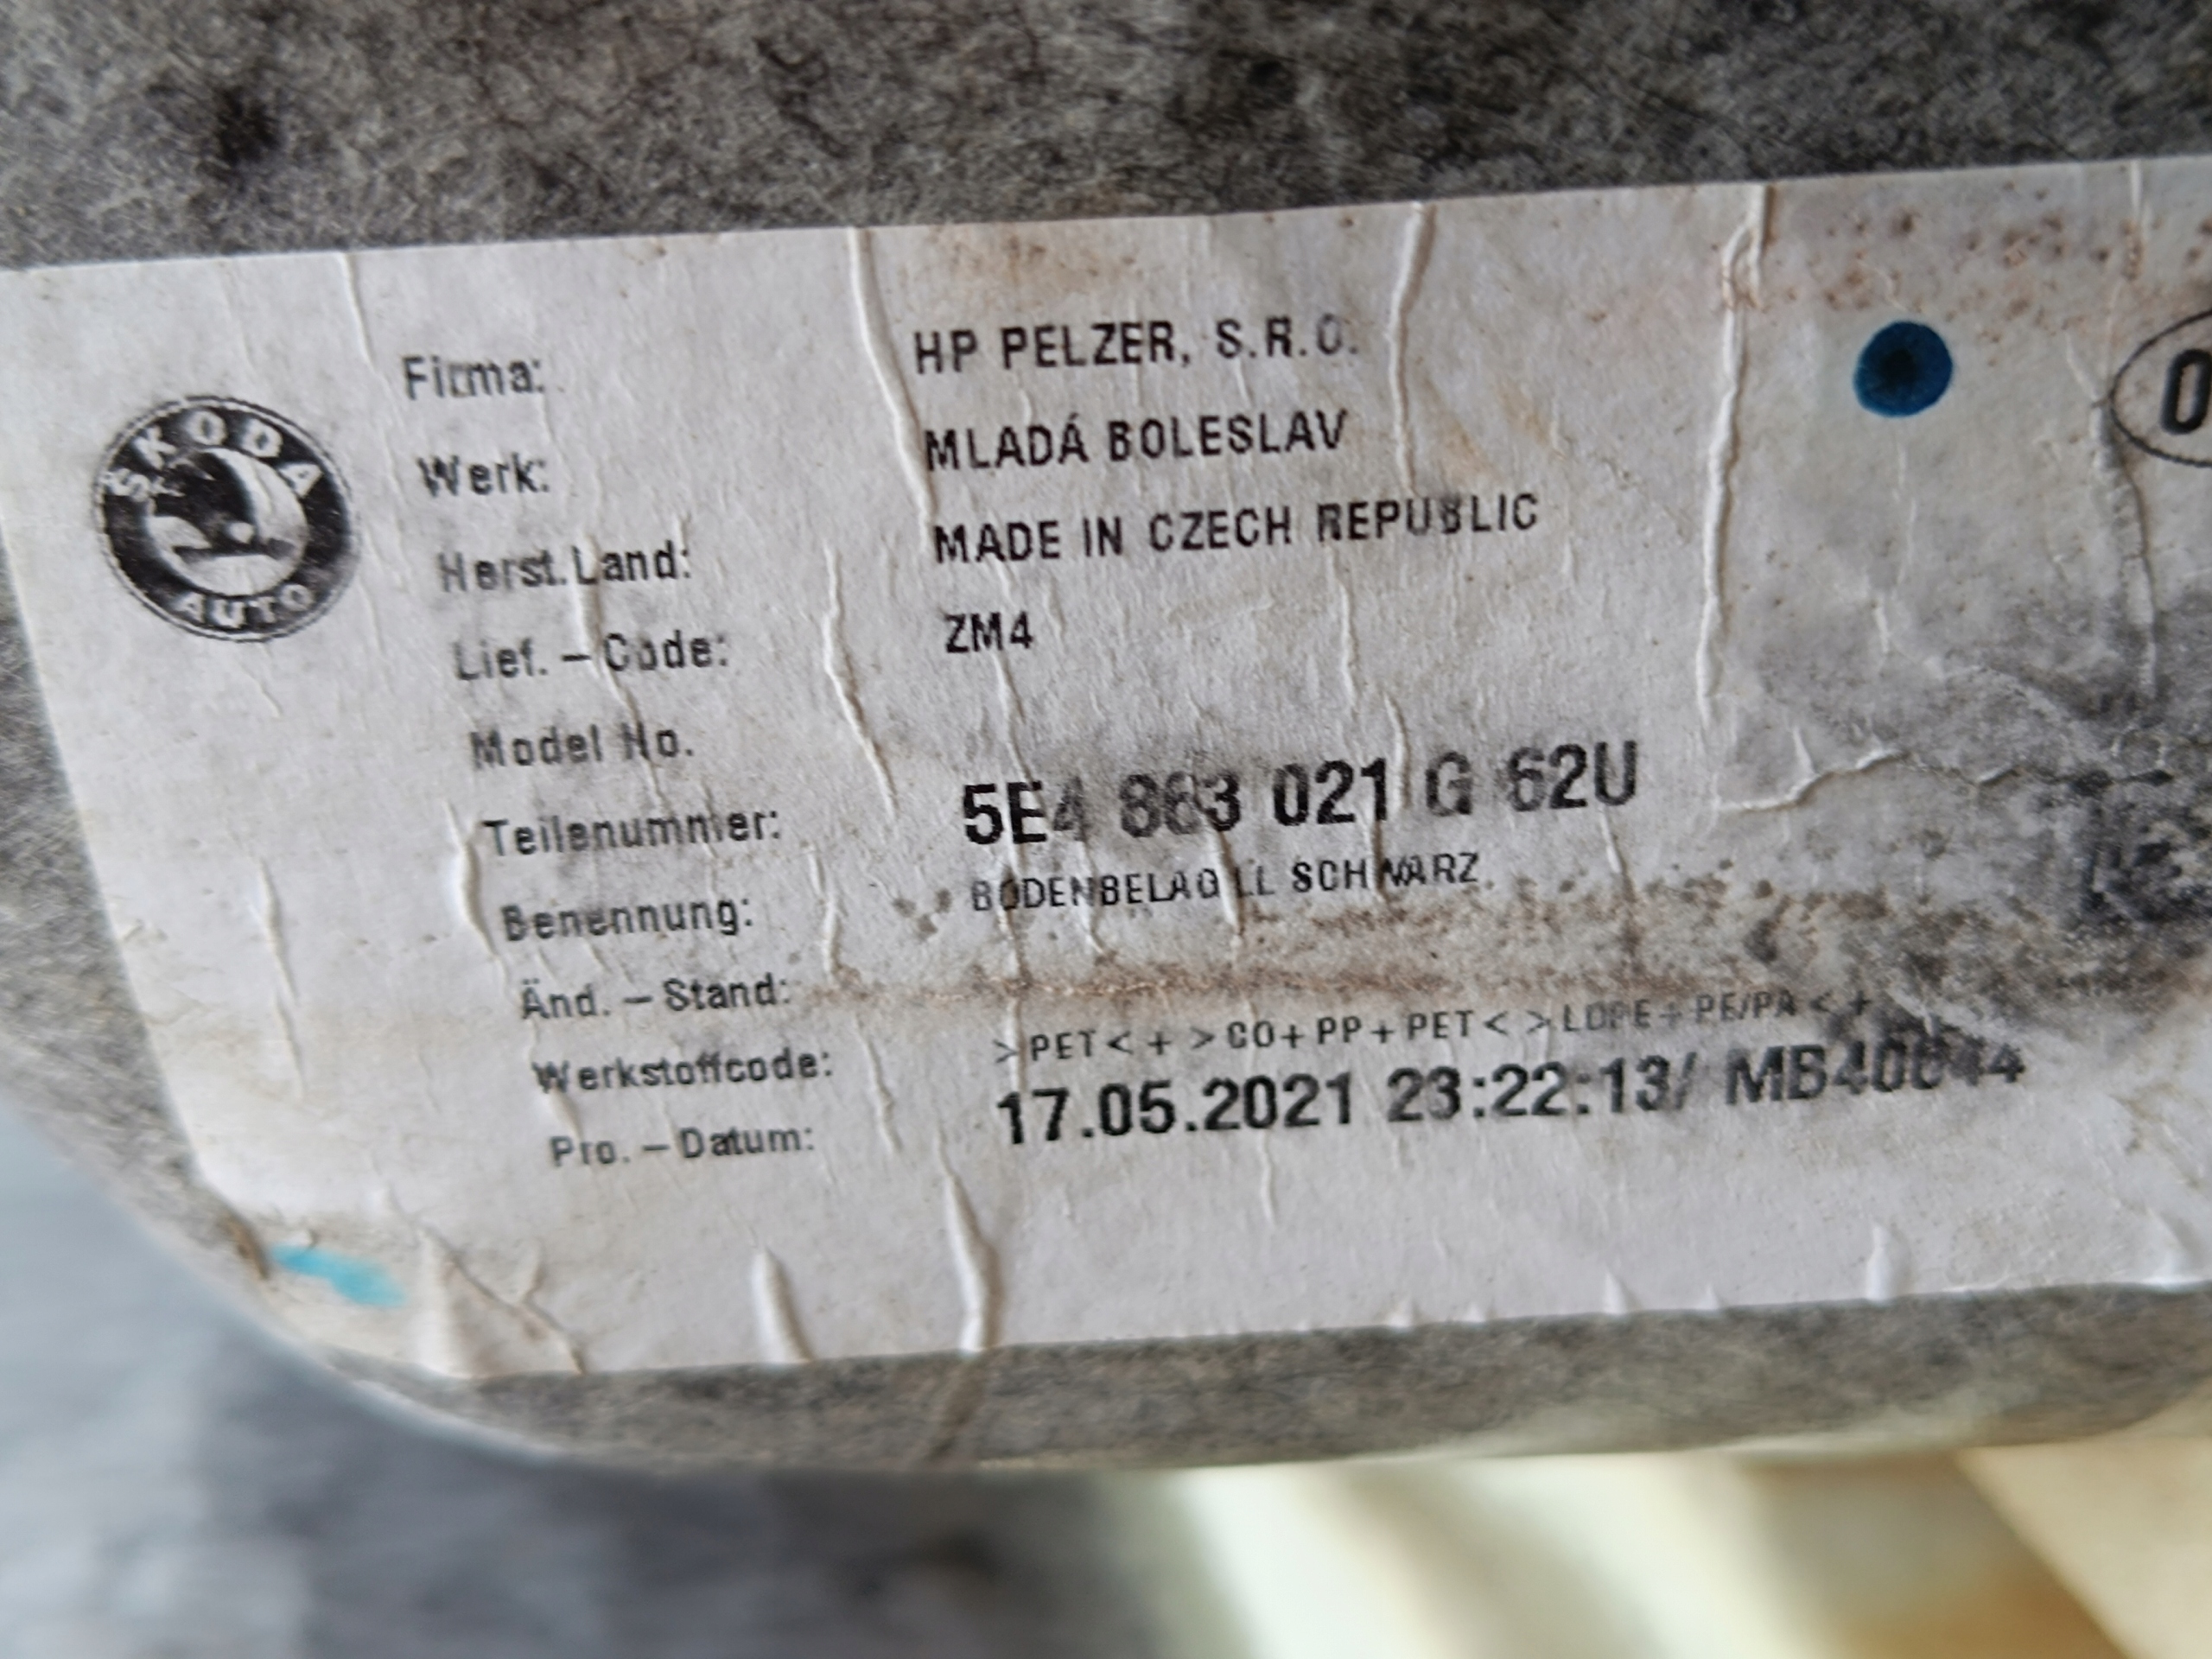 ŠKODA
AUTO
Firma: HP PELZER, S.R.O.
Werk: MLADÁ BOLESLAV
Herst.Land: MADE IN CZECH REPUBLIC
Lief. – Code: ZM4
Model No.
Teilenummer: 5E4 863 021 G 62U
Benennung: BODENBELAG LL SCHWARZ
Änd. – Stand:
Werkstoffcode: >PET< + >CO+PP+PET< >LDPE+PE/PA< +
Pro. – Datum: 17.05.2021 23:22:13/